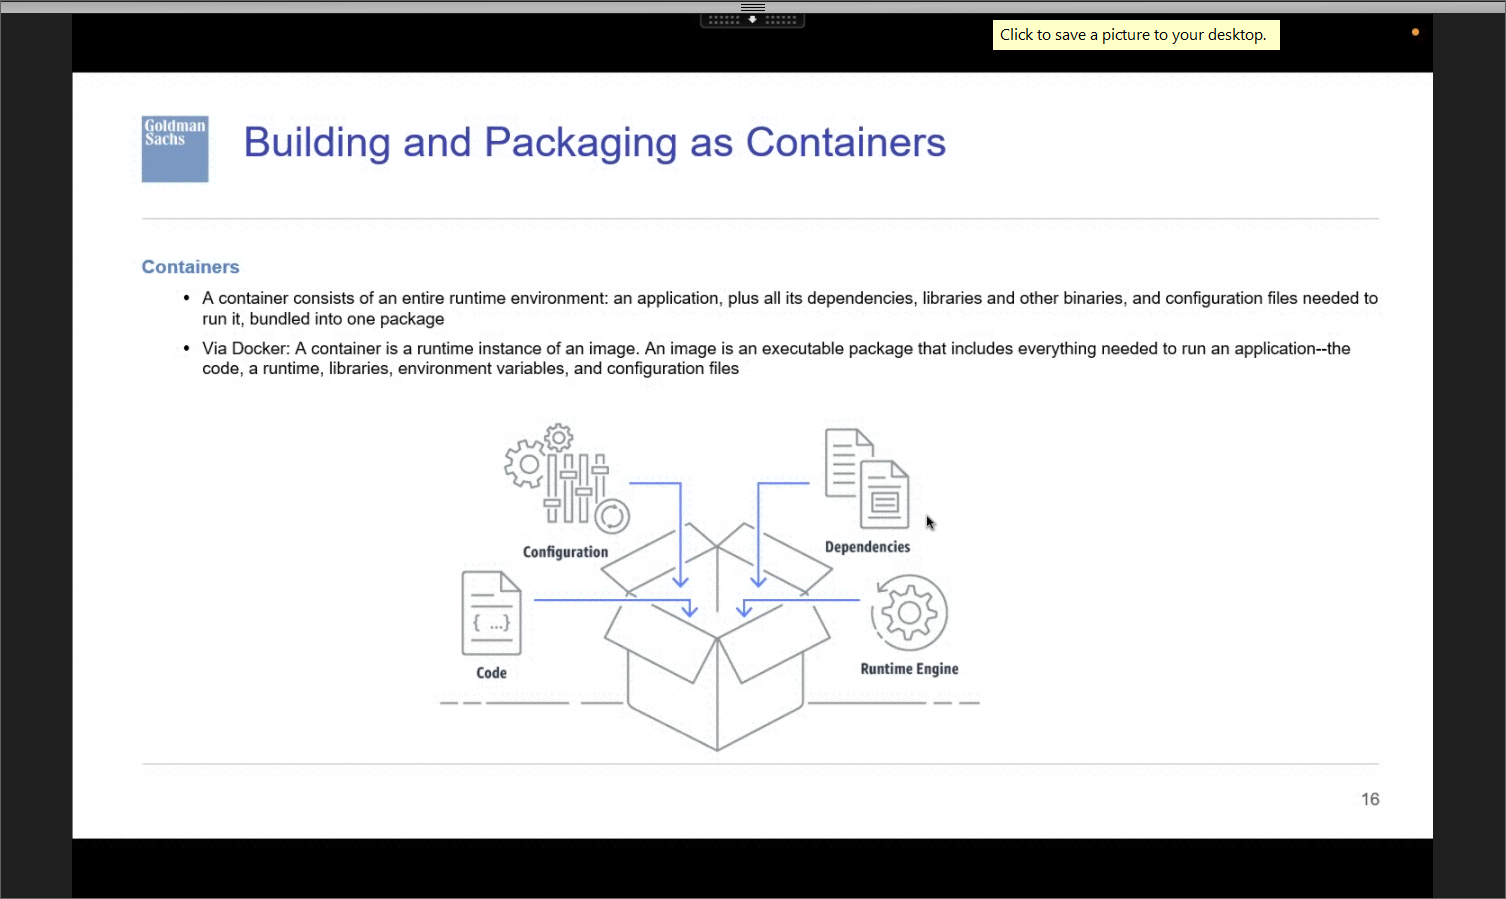 Click to save a picture to your desktop.
Goldman
Sachs
Building and Packaging as Containers
Containers
• A container consists of an entire runtime environment: an application, plus all its dependencies, libraries and other binaries, and configuration files needed to
run it, bundled into one package
• Via Docker: A container is a runtime instance of an image. An image is an executable package that includes everything needed to run an application--the
code, a runtime, libraries, environment variables, and configuration files
Configuration
Dependencies
{ ...}
Code
Runtime Engine
16